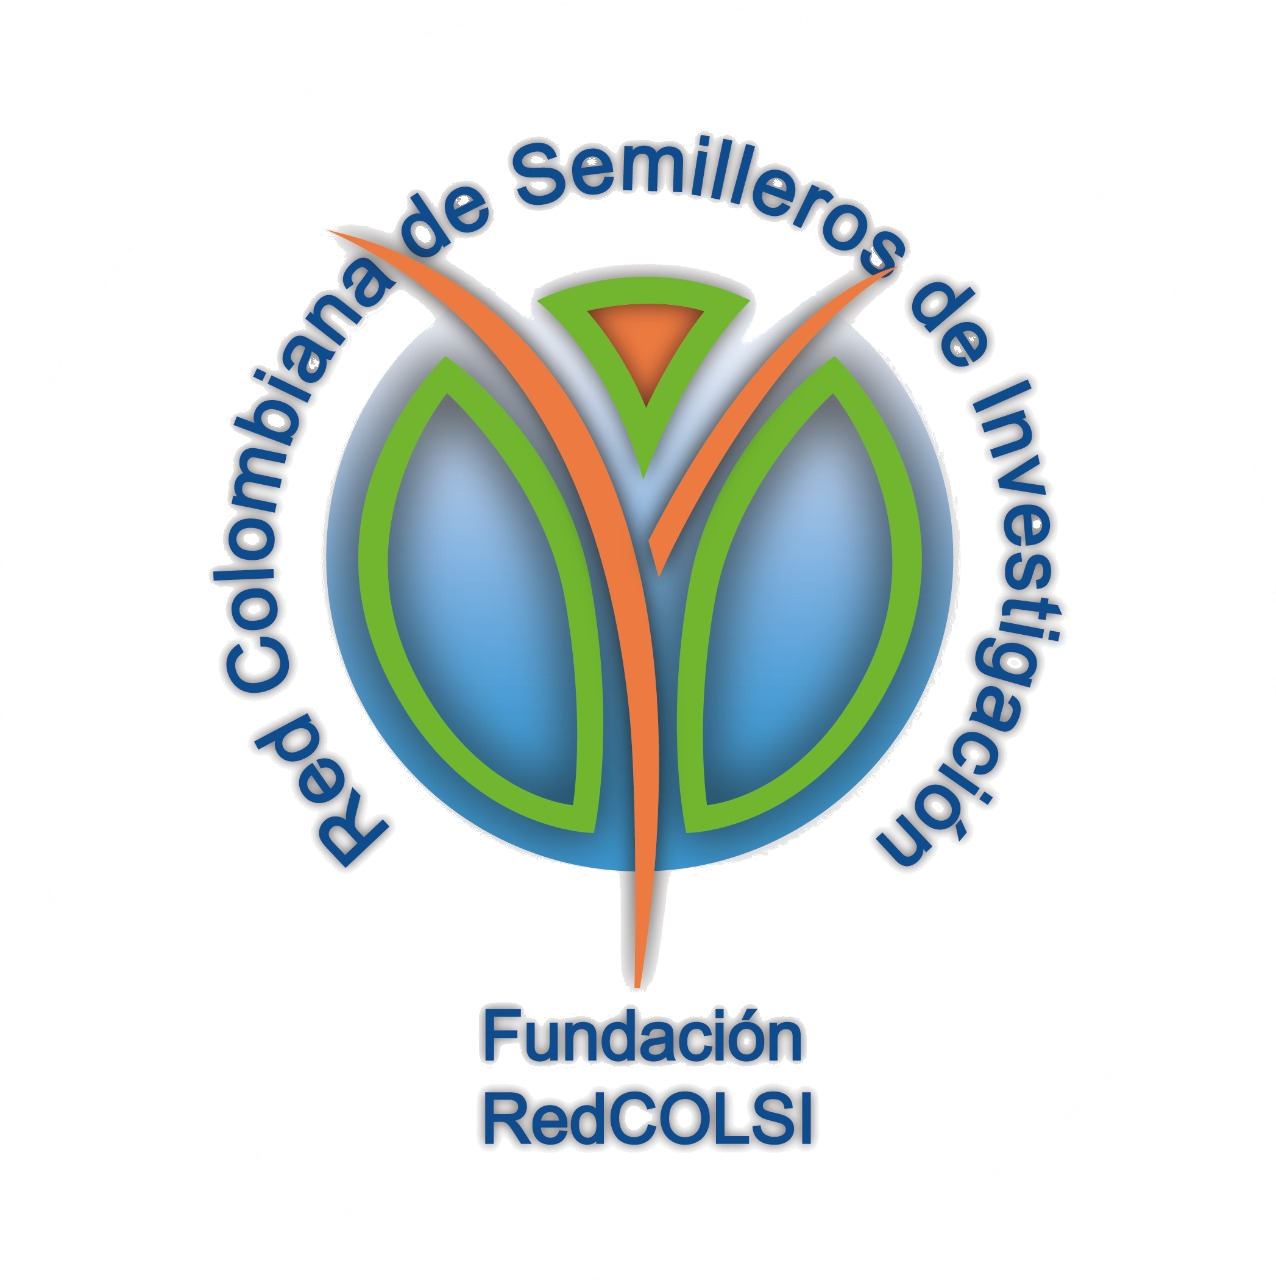 Red Colombiana de Semilleros de Investigación
Fundación
RedCOLSI